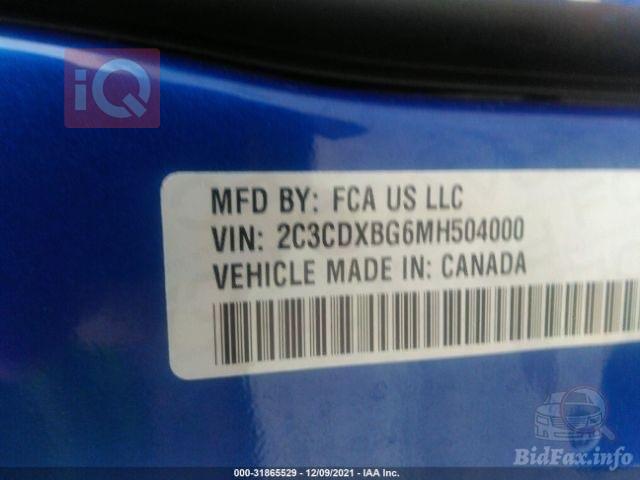 iQ
MFD BY: FCA US LLC
VIN: 2C3CDXBG6MH504000
VEHICLE MADE IN: CANADA
BidFax.info
000-31865529 - 12/09/2021 - IAA Inc.